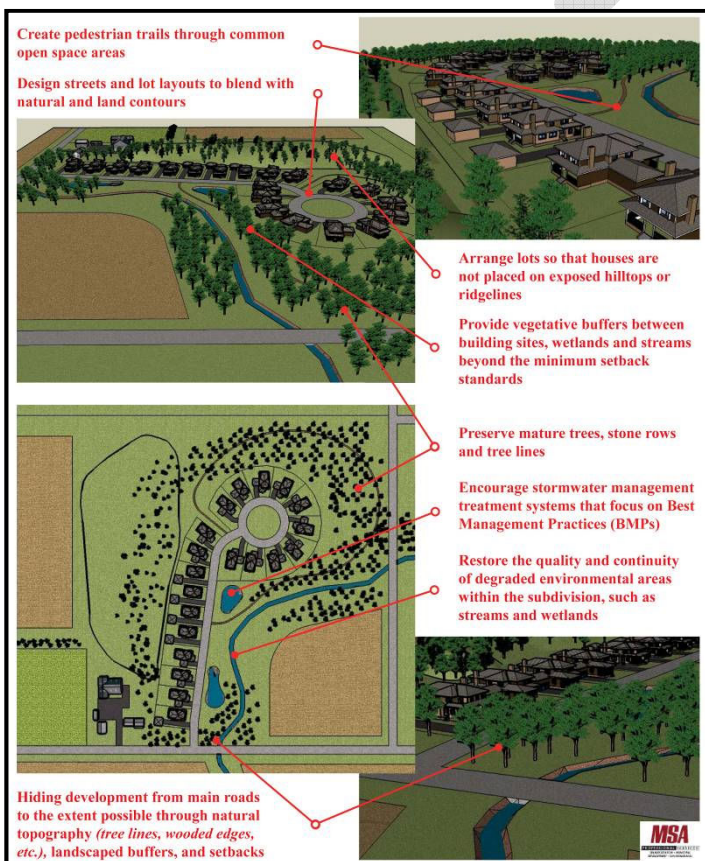 Create pedestrian trails through common
open space areas
Design streets and lot layouts to blend with
natural and land contours
Arrange lots so that houses are
not placed on exposed hilltops or
ridgelines
Provide vegetative buffers between
building sites, wetlands and streams
beyond the minimum setback
standards
Preserve mature trees, stone rows
and tree lines
Encourage stormwater management
treatment systems that focus on Best
Management Practices (BMPs)
Restore the quality and continuity
of degraded environmental areas
within the subdivision, such as
streams and wetlands
Hiding development from main roads
to the extent possible through natural
topography (tree lines, wooded edges,
etc.), landscaped buffers, and setbacks
MSA
PROFESSIONAL SERVICES